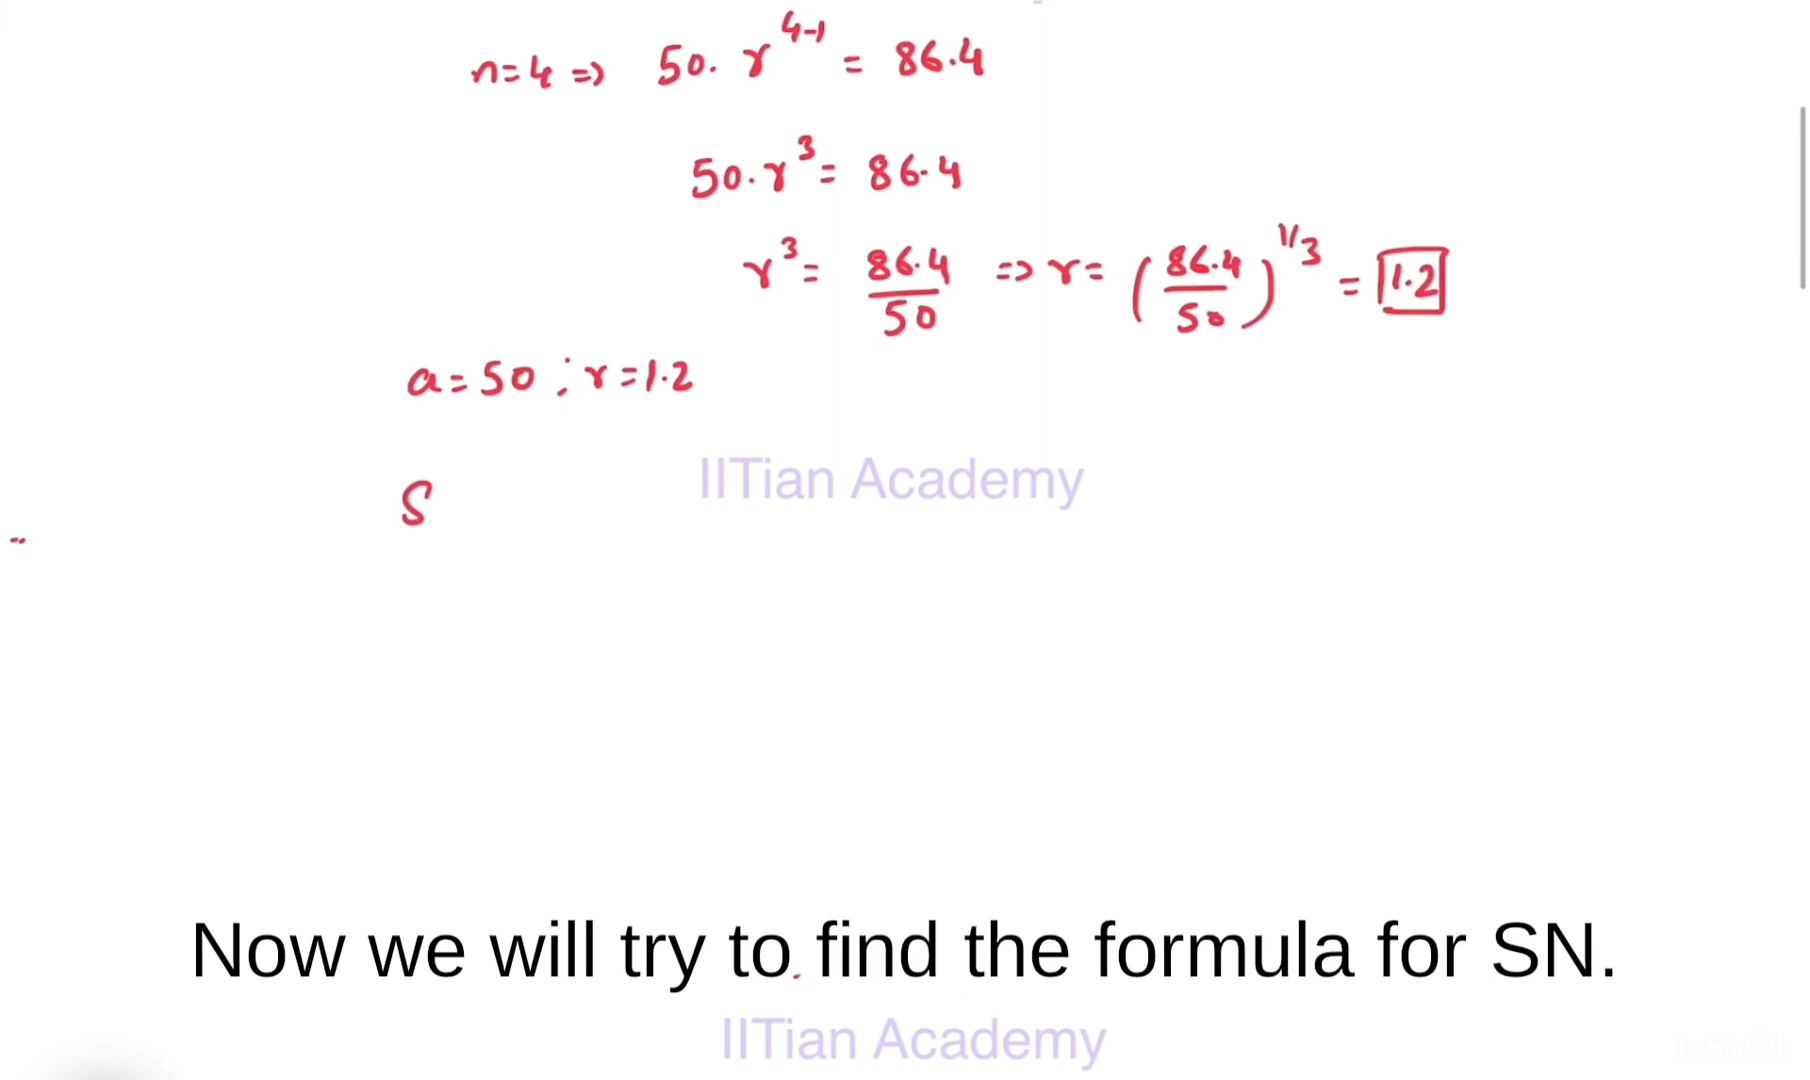 n=4 => 50. r^4-1 = 86.4
50.r^3 = 86.4
r^3 = 86.4/50 => r = (86.4/50)^1/3 = 1.2
a=50 ; r=1.2
IITian Academy
S
Now we will try to find the formula for SN.
IITian Academy